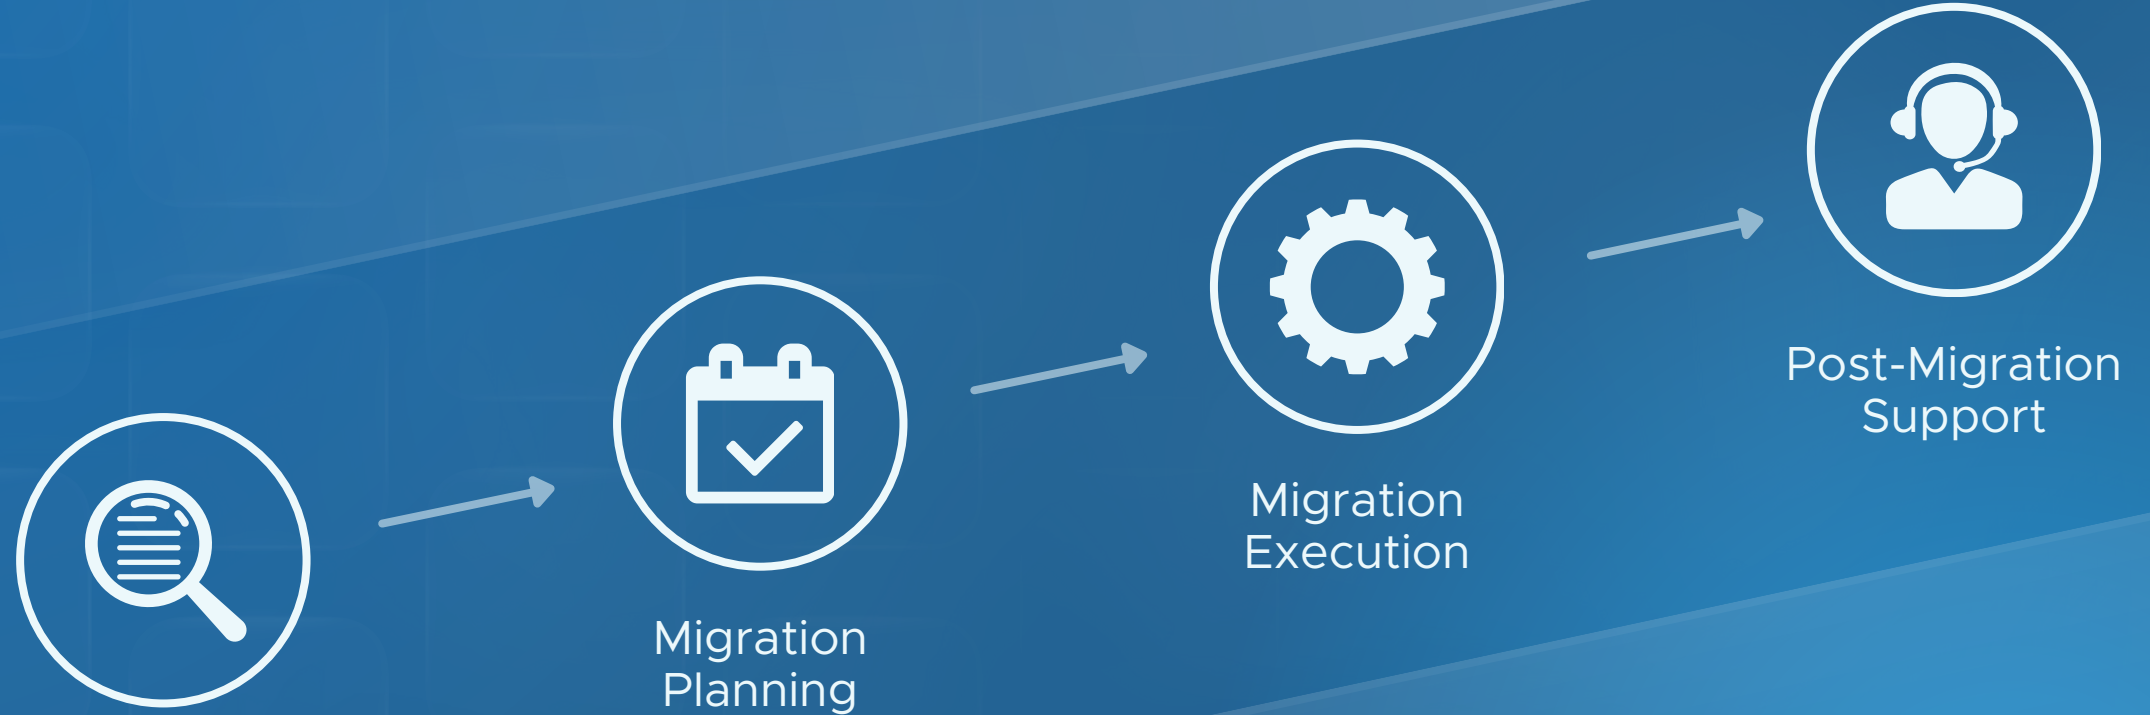 Migration
Planning
Migration
Execution
Post-Migration
Support